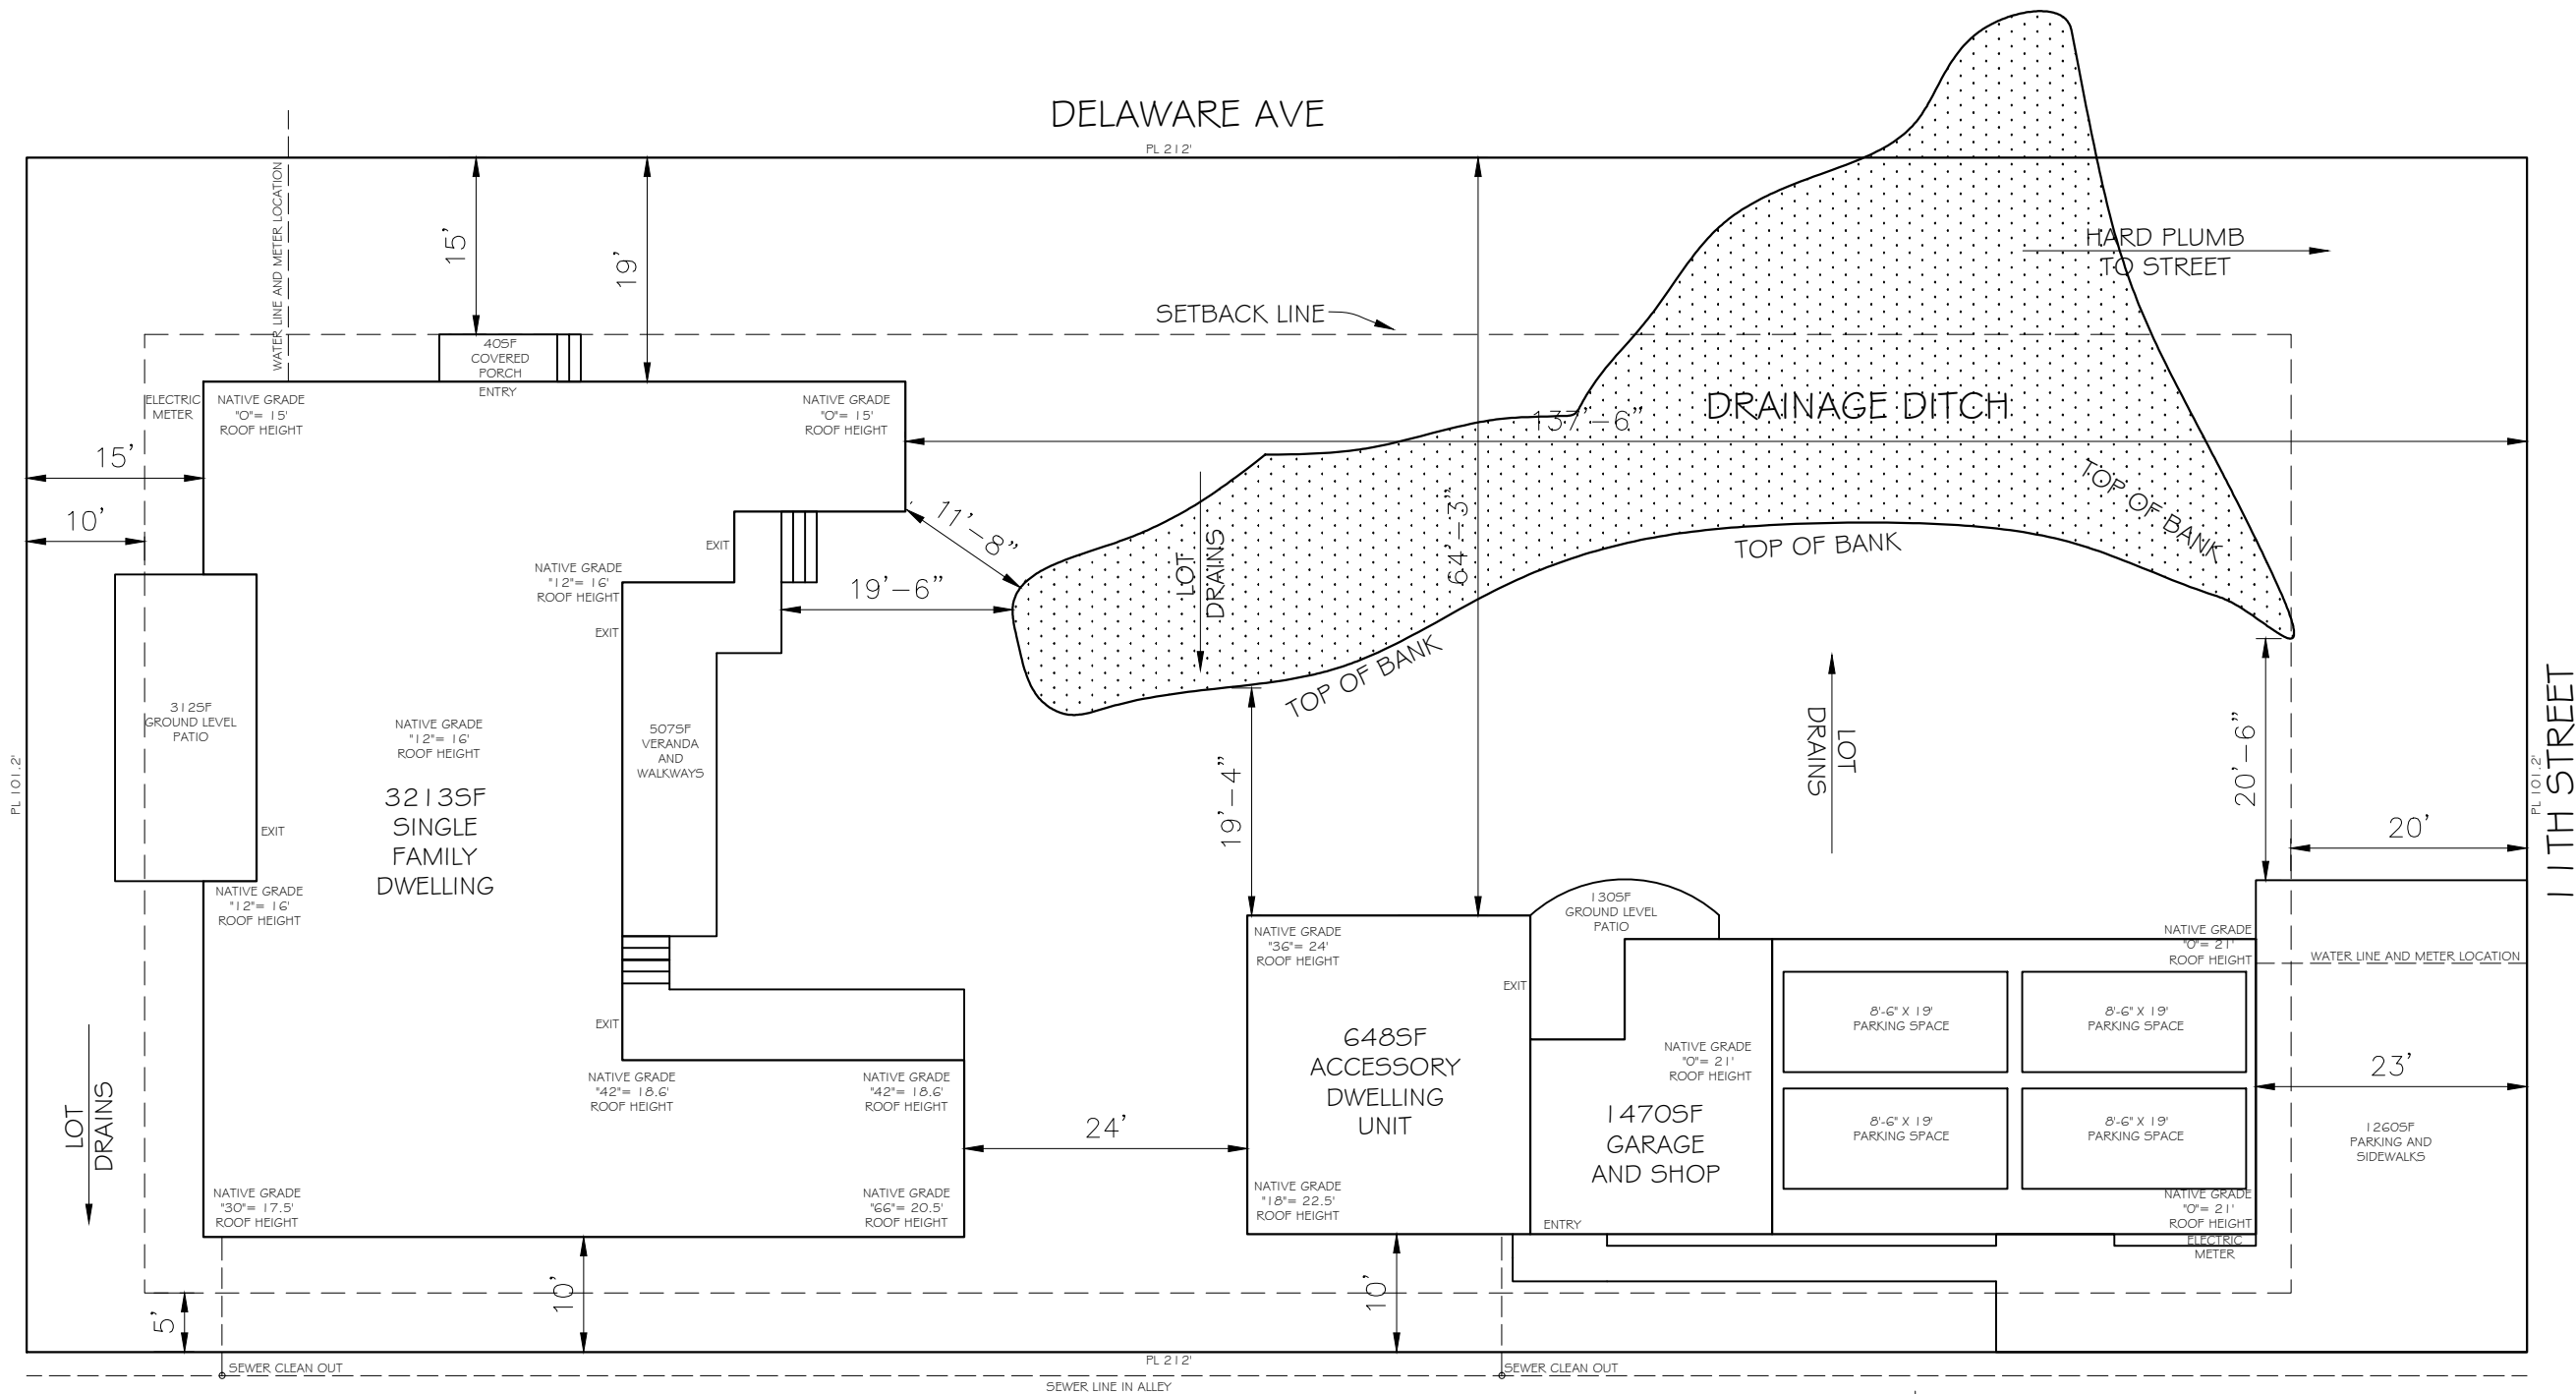 DELAWARE AVE
PL 212'
WATER LINE AND METER LOCATION
15'
19'
HARD PLUMB
TO STREET
SETBACK LINE
40SF
COVERED
PORCH
ENTRY
ELECTRIC
METER
NATIVE GRADE
"0"= 15'
ROOF HEIGHT
NATIVE GRADE
"0"= 15'
ROOF HEIGHT
DRAINAGE DITCH
137'-6"
15'
10'
11'-8"
64'-3"
TOP OF BANK
TOP OF BANK
EXIT
NATIVE GRADE
"12"= 16'
ROOF HEIGHT
19'-6"
LOT
DRAINS
EXIT
TOP OF BANK
312SF
GROUND LEVEL
PATIO
NATIVE GRADE
"12"= 16'
ROOF HEIGHT
507SF
VERANDA
AND
WALKWAYS
3213SF
SINGLE
FAMILY
DWELLING
EXIT
PL 101.2'
19'-4"
LOT
DRAINS
20'-6"
20'
PL 101.2'
11TH STREET
NATIVE GRADE
"12"= 16'
ROOF HEIGHT
130SF
GROUND LEVEL
PATIO
NATIVE GRADE
"36"= 24'
ROOF HEIGHT
NATIVE GRADE
"0"= 21'
ROOF HEIGHT
WATER LINE AND METER LOCATION
EXIT
EXIT
648SF
ACCESSORY
DWELLING
UNIT
NATIVE GRADE
"0"= 21'
ROOF HEIGHT
8'-6" X 19'
PARKING SPACE
8'-6" X 19'
PARKING SPACE
23'
NATIVE GRADE
"42"= 18.6'
ROOF HEIGHT
NATIVE GRADE
"42"= 18.6'
ROOF HEIGHT
LOT
DRAINS
24'
1470SF
GARAGE
AND SHOP
8'-6" X 19'
PARKING SPACE
8'-6" X 19'
PARKING SPACE
1260SF
PARKING AND
SIDEWALKS
NATIVE GRADE
"30"= 17.5'
ROOF HEIGHT
NATIVE GRADE
"66"= 20.5'
ROOF HEIGHT
NATIVE GRADE
"18"= 22.5'
ROOF HEIGHT
ENTRY
NATIVE GRADE
"0"= 21'
ROOF HEIGHT
ELECTRIC
METER
5'
10'
10'
SEWER CLEAN OUT
PL 212'
SEWER CLEAN OUT
SEWER LINE IN ALLEY